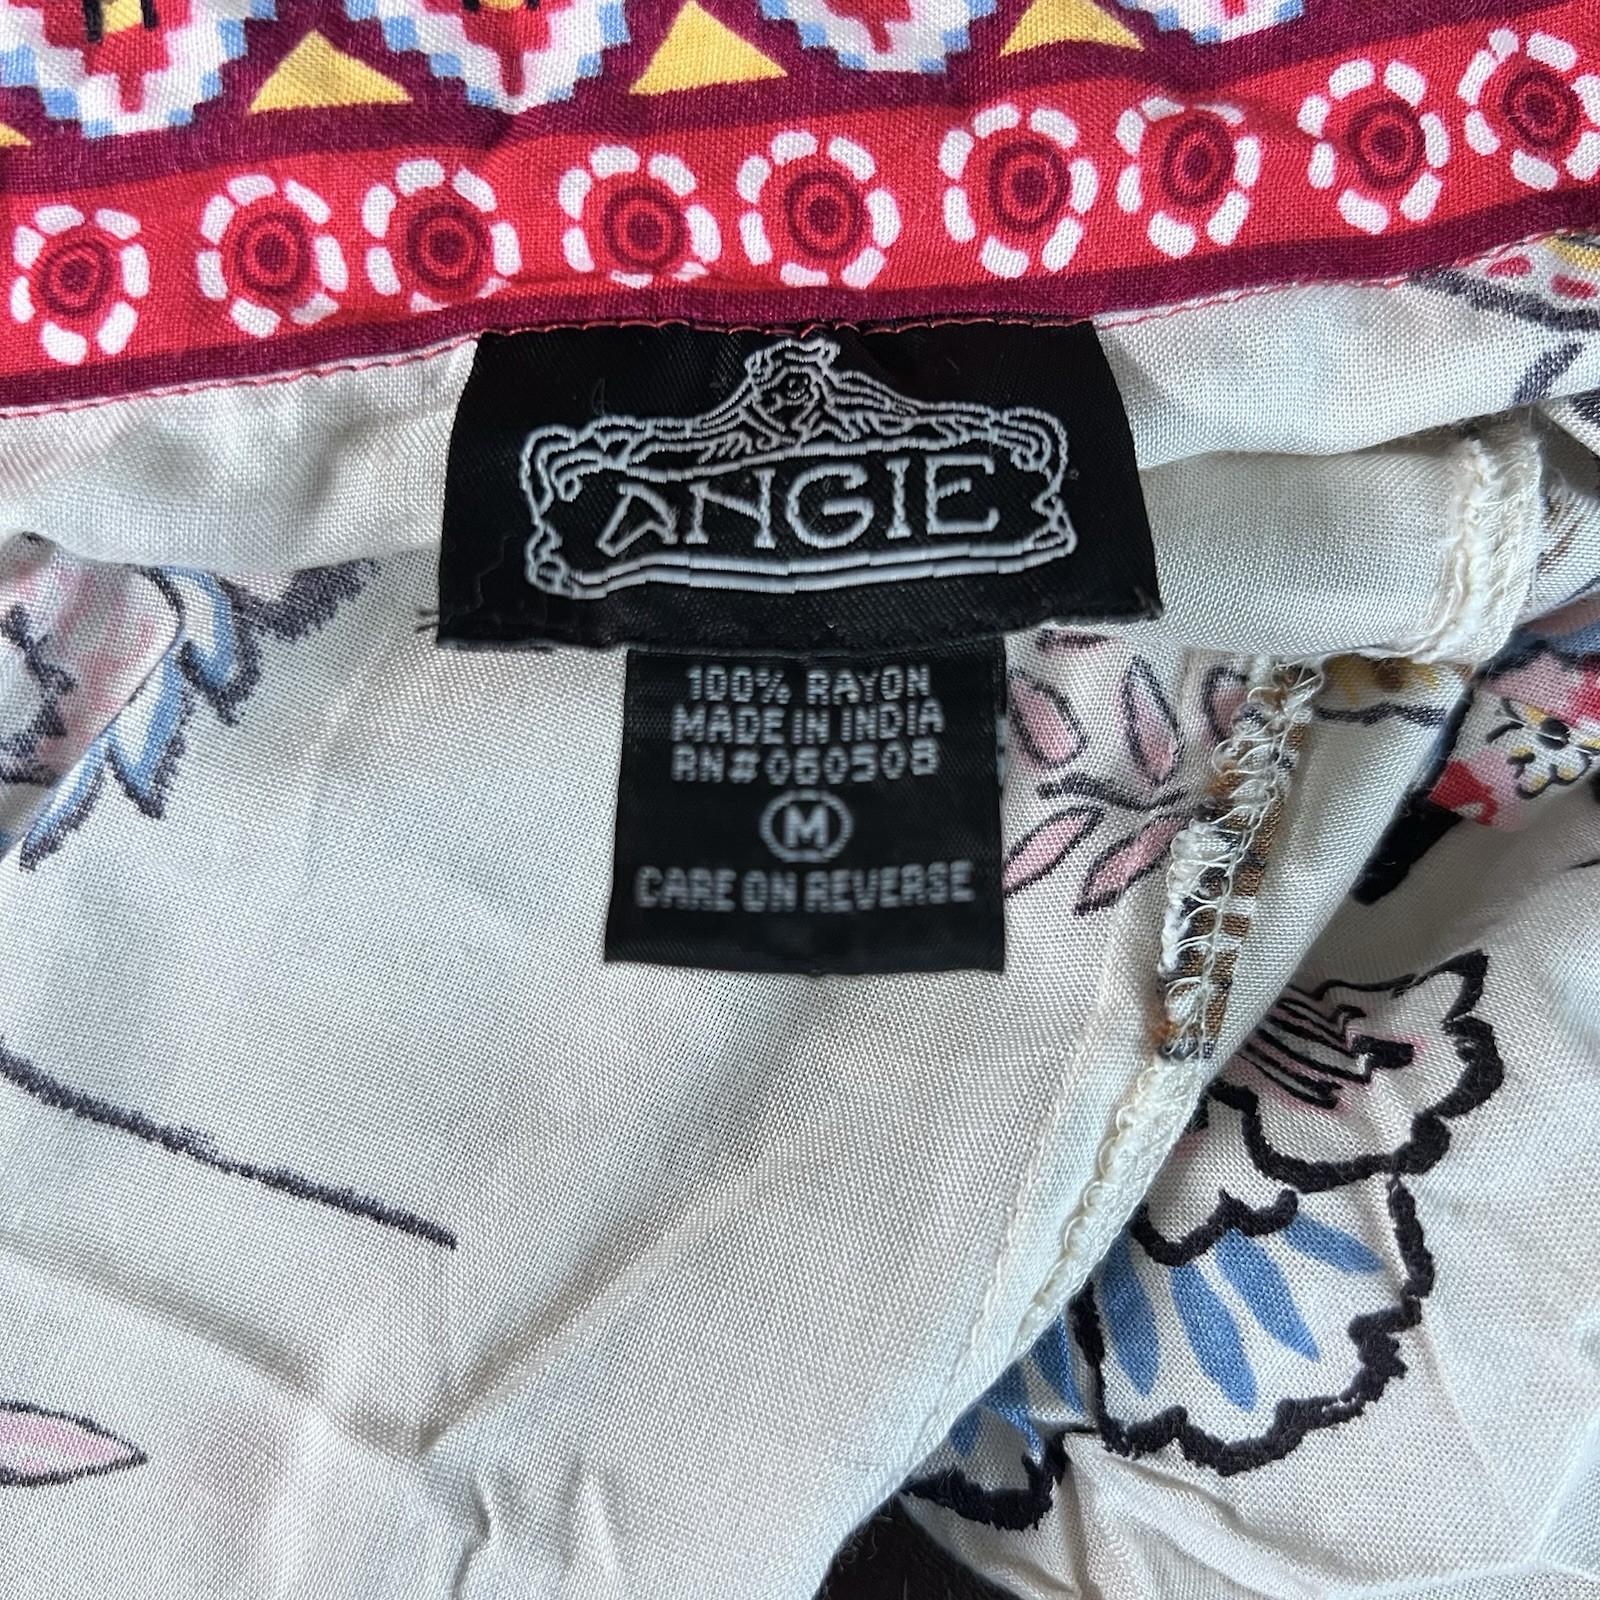 ANGIE
100% RAYON
MADE IN INDIA
RN# 060508
M
CARE ON REVERSE